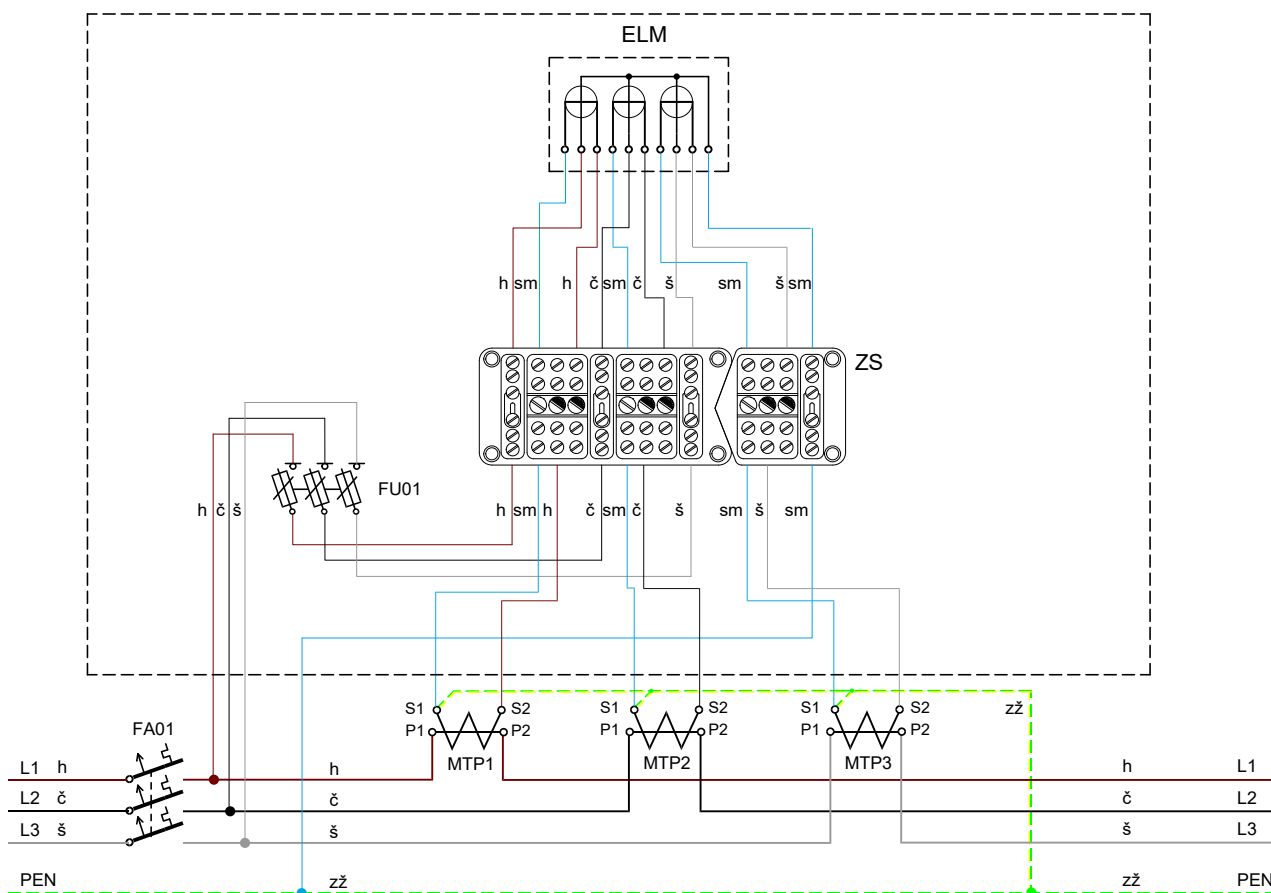 ELM
h sm h č sm č š sm š sm
ZS
FU01
h č š h sm h č sm č š sm š sm
S1 S2 S1 S2 S1 S2 zž
P1 P2 P1 P2 P1 P2
FA01
MTP1 MTP2 MTP3
L1 h h h L1
L2 č č č L2
L3 š š š L3
PEN zž zž PEN